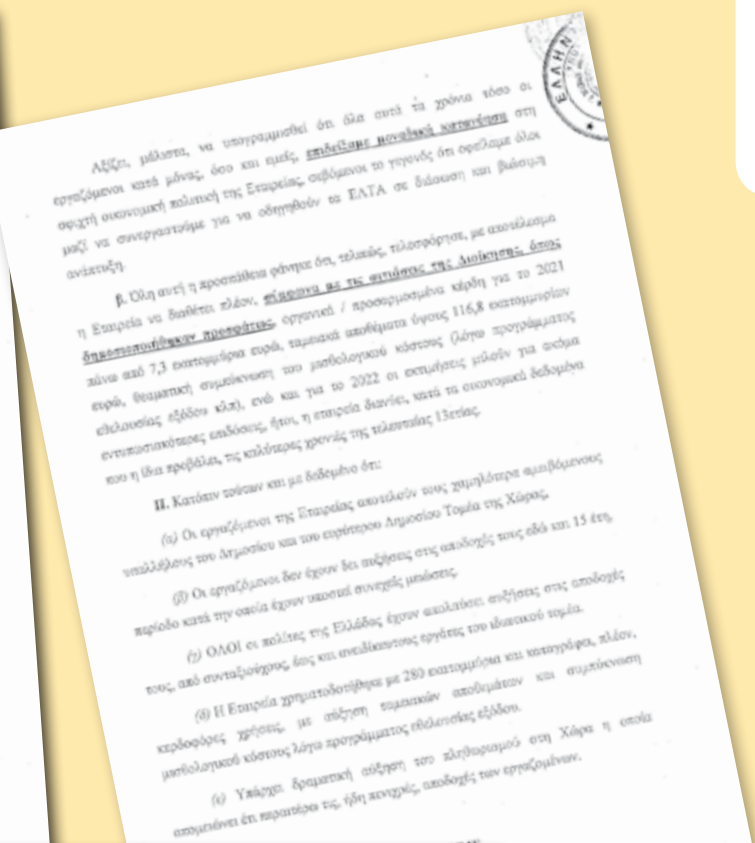 ΕΛΛΗΝ
Αξίζει, μάλιστα, να υπογραμμισθεί ότι όλα αυτά τα χρόνια τόσο οι
εργαζόμενοι κατά μόνας, όσο και εμείς, επιδείξαμε μοναδική κατανόηση στη
σφιχτή οικονομική πολιτική της Εταιρείας, σεβόμενοι το γεγονός ότι οφείλαμε όλοι
μαζί να συνεργαστούμε για να οδηγηθούν τα ΕΛΤΑ σε διάσωση και βιώσιμη
ανάπτυξη.
β. Όλη αυτή η προσπάθεια φάνηκε ότι, τελικώς, τελεσφόρησε, με αποτέλεσμα
η Εταιρεία να διαθέτει πλέον, σύμφωνα με τις αιτιάσεις της Διοίκησης, όπως
δημοσιοποιήθηκαν προσφάτως, οργανικά / προσαρμοσμένα κέρδη για το 2021
πάνω από 7,3 εκατομμύρια ευρώ, ταμειακά αποθέματα ύψους 116,8 εκατομμυρίων
ευρώ, θεαματική συμπύκνωση του μισθολογικού κόστους (λόγω προγράμματος
εθελουσίας εξόδου κλπ), ενώ και για το 2022 οι εκτιμήσεις μιλούν για ακόμα
εντυπωσιακότερες επιδόσεις, ήτοι, η εταιρεία διανύει, κατά τα οικονομικά δεδομένα
που η ίδια προβάλει, τις καλύτερες χρονιές της τελευταίας 13ετίας.
ΙΙ. Κατόπιν τούτων και με δεδομένο ότι:
(α) Οι εργαζόμενοι της Εταιρείας αποτελούν τους χαμηλότερα αμειβόμενους
υπαλλήλους του Δημοσίου και του ευρύτερου Δημοσίου Τομέα της Χώρας,
(β) Οι εργαζόμενοι δεν έχουν δει αυξήσεις στις αποδοχές τους εδώ και 15 έτη,
περίοδο κατά την οποία έχουν υποστεί συνεχείς μειώσεις.
(γ) ΟΛΟΙ οι πολίτες της Ελλάδας έχουν απολαύσει αυξήσεις στις αποδοχές
τους, από συνταξιούχους, έως και ανειδίκευτους εργάτες του ιδιωτικού τομέα.
(δ) Η Εταιρεία χρηματοδοτήθηκε με 280 εκατομμύρια και καταγράφει, πλέον,
κερδοφόρες χρήσεις, με αύξηση ταμειακών αποθεμάτων και συμπύκνωση
μισθολογικού κόστους λόγω προγράμματος εθελουσίας εξόδου.
(ε) Υπάρχει δραματική αύξηση του πληθωρισμού στη Χώρα η οποία
απομειώνει έτι περαιτέρω τις, ήδη πενιχρές, αποδοχές των εργαζομένων.